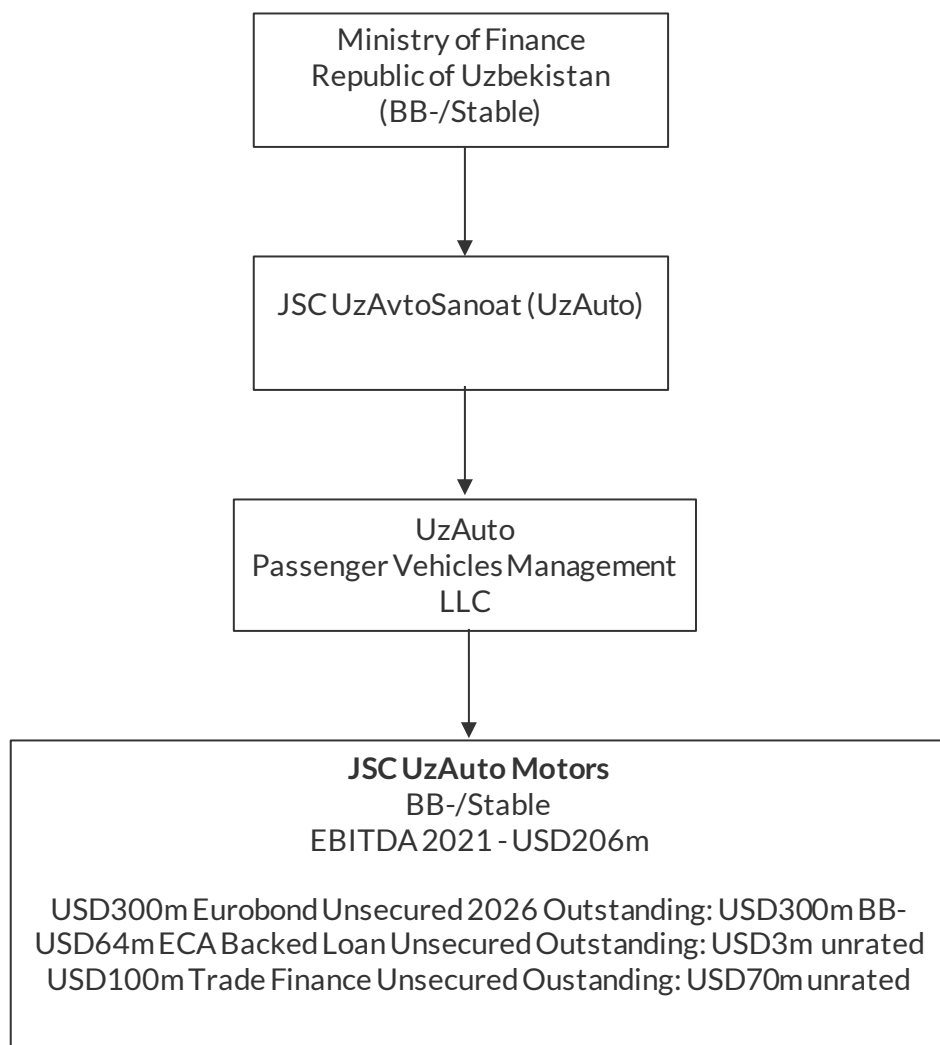 Ministry of Finance
Republic of Uzbekistan
(BB-/Stable)
JSC UzAvtoSanoat (UzAuto)
UzAuto
Passenger Vehicles Management
LLC
JSC UzAuto Motors
BB-/Stable
EBITDA 2021 - USD206m
USD300m Eurobond Unsecured 2026 Outstanding: USD300m BB-
USD64m ECA Backed Loan Unsecured Outstanding: USD3m unrated
USD100m Trade Finance Unsecured Oustanding: USD70m unrated